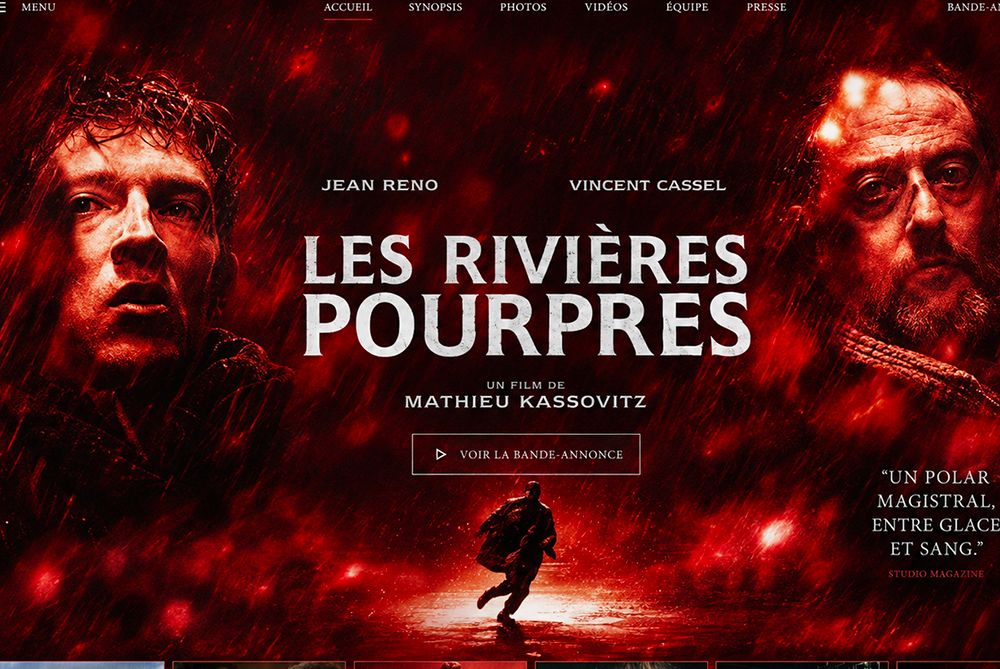 MENU
ACCUEIL
SYNOPSIS
PHOTOS
VIDÉOS
ÉQUIPE
PRESSE
JEAN RENO
VINCENT CASSEL
LES RIVIÈRES
POURPRES
UN FILM DE
MATHIEU KASSOVITZ
VOIR LA BANDE-ANNONCE
“UN POLAR
MAGISTRAL,
ENTRE GLACE
ET SANG.”
STUDIO MAGAZINE